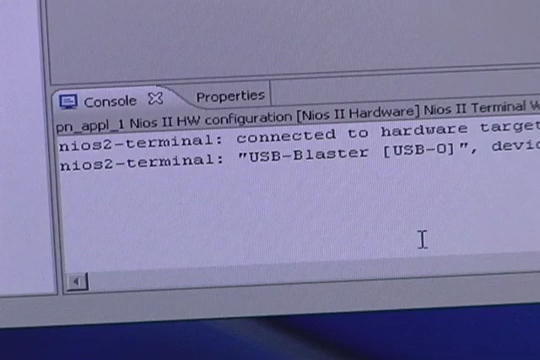 Console Properties
pn_appl_1 Nios II HW configuration [Nios II Hardware] Nios II Terminal W
nios2-terminal: connected to hardware target
nios2-terminal: "USB-Blaster [USB-0]", devic